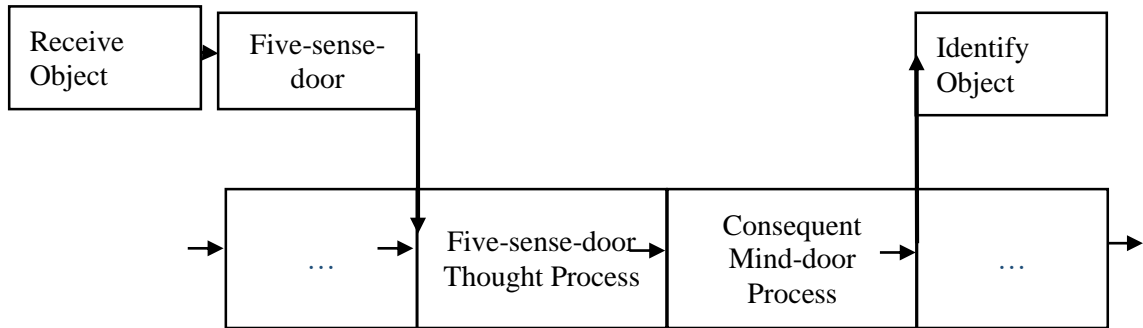 Receive
Object
Five-sense-
door
Identify
Object
…
Five-sense-door
Thought Process
Consequent
Mind-door
Process
…